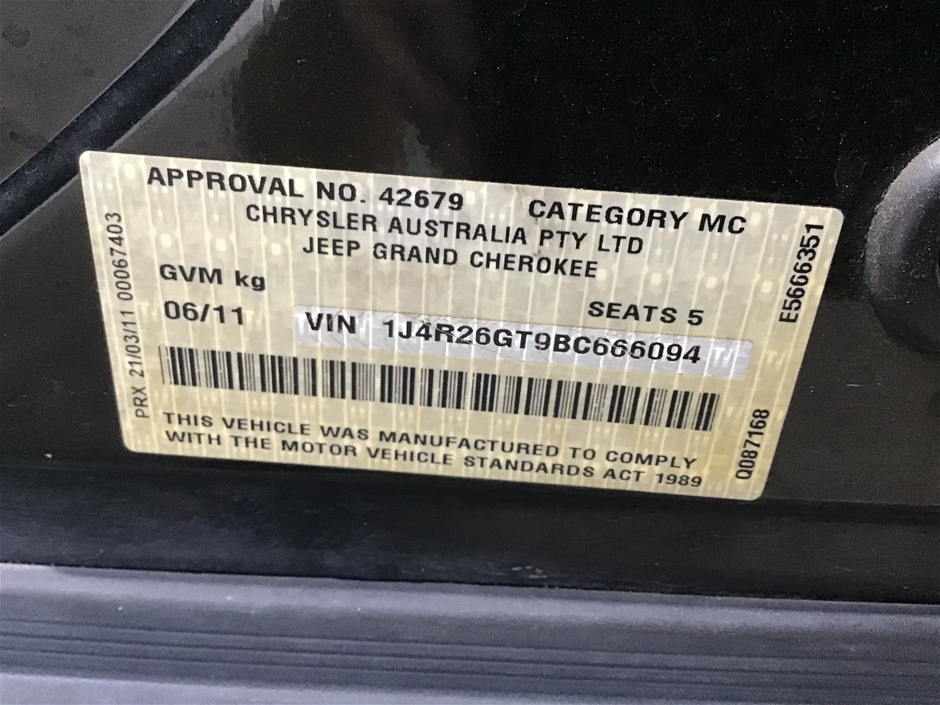 APPROVAL NO. 42679 CATEGORY MC
CHRYSLER AUSTRALIA PTY LTD
JEEP GRAND CHEROKEE
GVM kg
SEATS 5
06/11 VIN 1J4R26GT9BC666094
THIS VEHICLE WAS MANUFACTURED TO COMPLY
WITH THE MOTOR VEHICLE STANDARDS ACT 1989
PRX 21/03/11 00067403
E5666351
Q087168